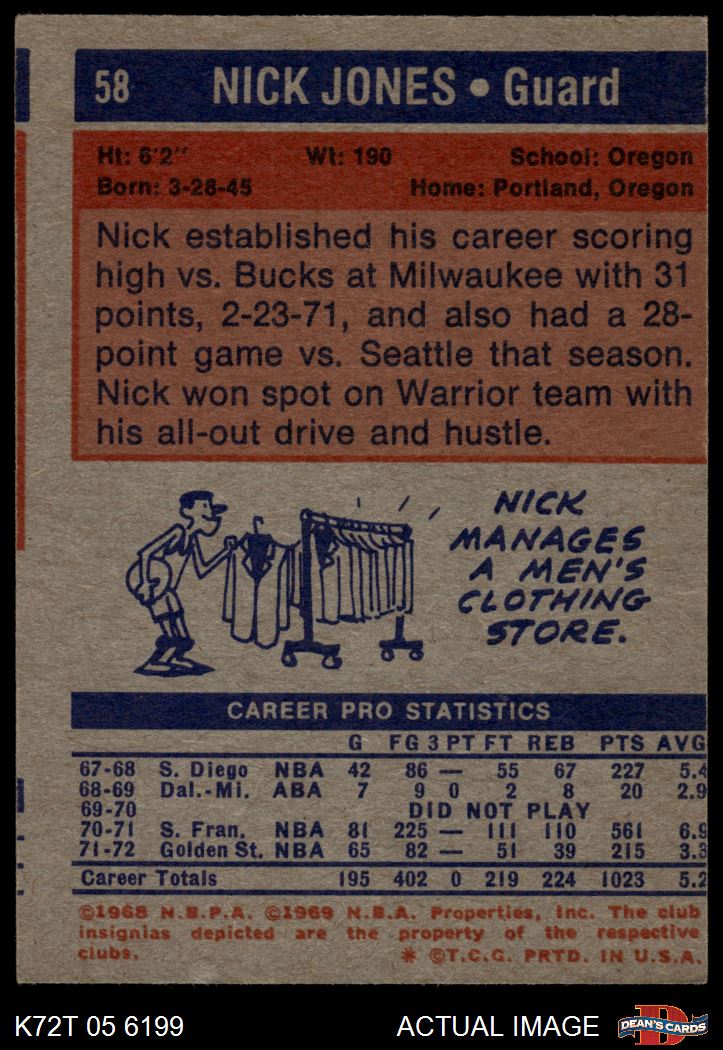 58 NICK JONES • Guard
Ht: 6'2" Wt: 190 School: Oregon
Born: 3-28-45 Home: Portland, Oregon
Nick established his career scoring
high vs. Bucks at Milwaukee with 31
points, 2-23-71, and also had a 28-
point game vs. Seattle that season.
Nick won spot on Warrior team with
his all-out drive and hustle.
NICK
MANAGES
A MEN'S
CLOTHING
STORE.
CAREER PRO STATISTICS
G FG 3 PT FT REB PTS AVG
67-68 S. Diego NBA 42 86 — 55 67 227 5.4
68-69 Dal.-Mi. ABA 7 9 0 2 8 20 2.9
69-70 DID NOT PLAY
70-71 S. Fran. NBA 81 225 — 111 110 561 6.9
71-72 Golden St. NBA 65 82 — 51 39 215 3.3
Career Totals 195 402 0 219 224 1023 5.2
©1968 N.B.P.A. ©1969 N.B.A. Properties, Inc. The club
insignias depicted are the property of the respective
clubs. * ©T.C.G. PRTD. IN U.S.A.
K72T 05 6199 ACTUAL IMAGE DEAN'S CARDS